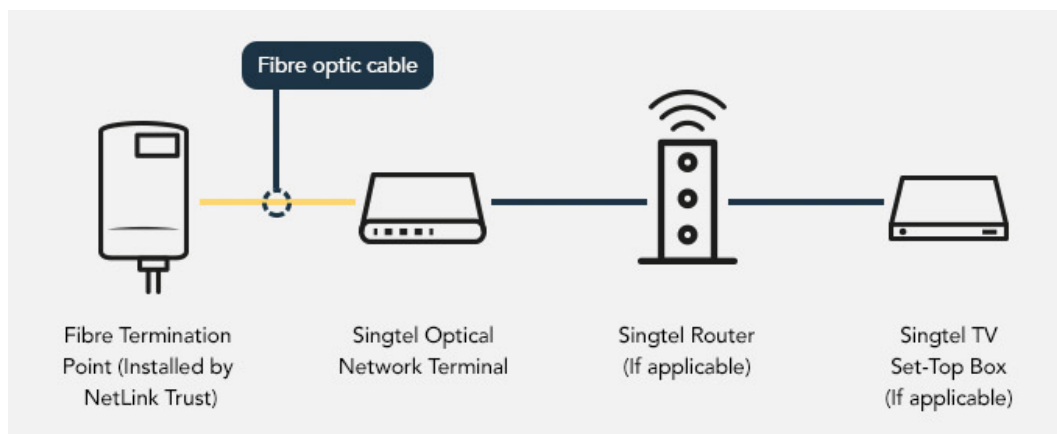 Fibre optic cable
Fibre Termination
Point (Installed by
NetLink Trust)
Singtel Optical
Network Terminal
Singtel Router
(If applicable)
Singtel TV
Set-Top Box
(If applicable)